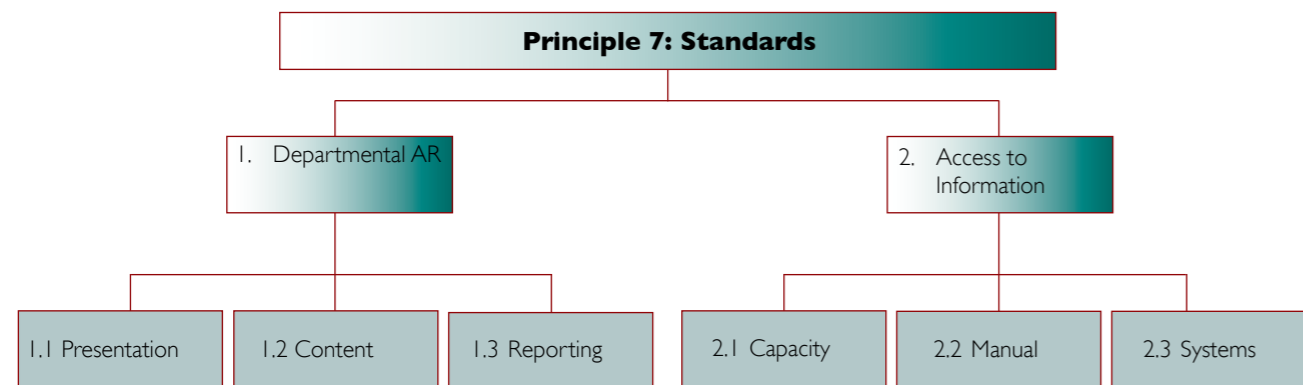 Principle 7: Standards
1. Departmental AR
2. Access to
Information
1.1 Presentation
1.2 Content
1.3 Reporting
2.1 Capacity
2.2 Manual
2.3 Systems